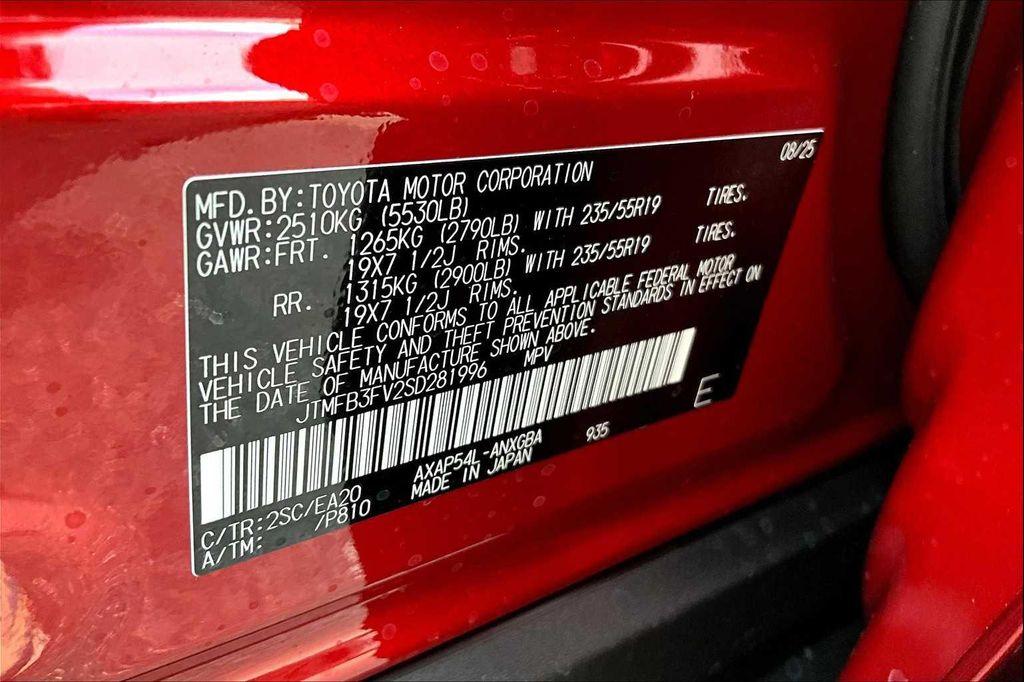 08/25
MFD. BY: TOYOTA MOTOR CORPORATION
GVWR: 2510KG (5530LB)
GAWR: FRT. 1265KG (2790LB) WITH 235/55R19 TIRES.
19X7 1/2J RIMS.
RR. 1315KG (2900LB) WITH 235/55R19 TIRES.
19X7 1/2J RIMS.
THIS VEHICLE CONFORMS TO ALL APPLICABLE FEDERAL MOTOR
VEHICLE SAFETY AND THEFT PREVENTION STANDARDS IN EFFECT ON
THE DATE OF MANUFACTURE SHOWN ABOVE.
JTMFB3FV2SD281996 MPV
E
AXAP54L-ANXGBA 935
C/TR: 2SC/EA20 MADE IN JAPAN
A/TM: /P810